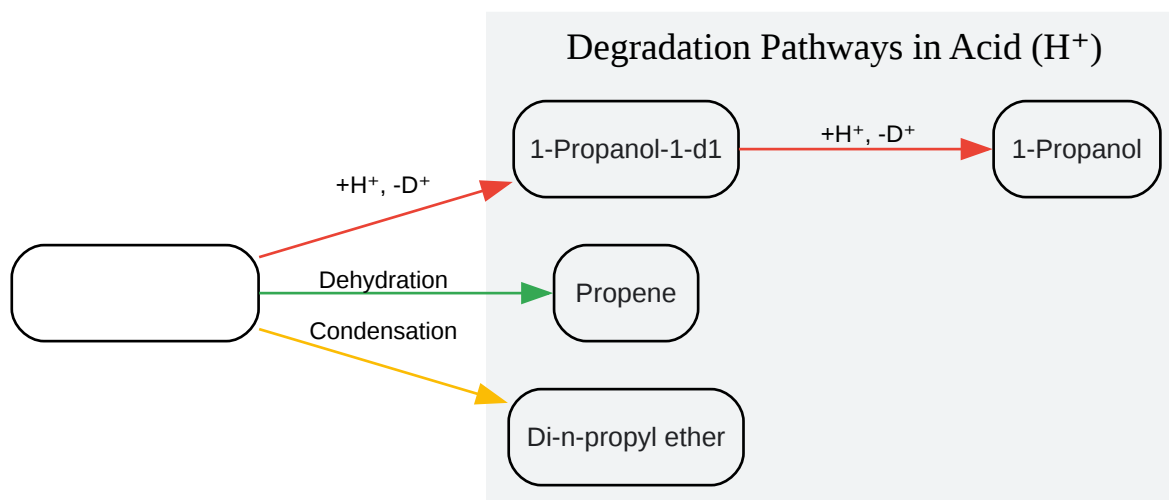 Degradation Pathways in Acid (H⁺)
1-Propanol-1-d1
+H⁺, -D⁺
1-Propanol
+H⁺, -D⁺
Dehydration
Propene
Condensation
Di-n-propyl ether